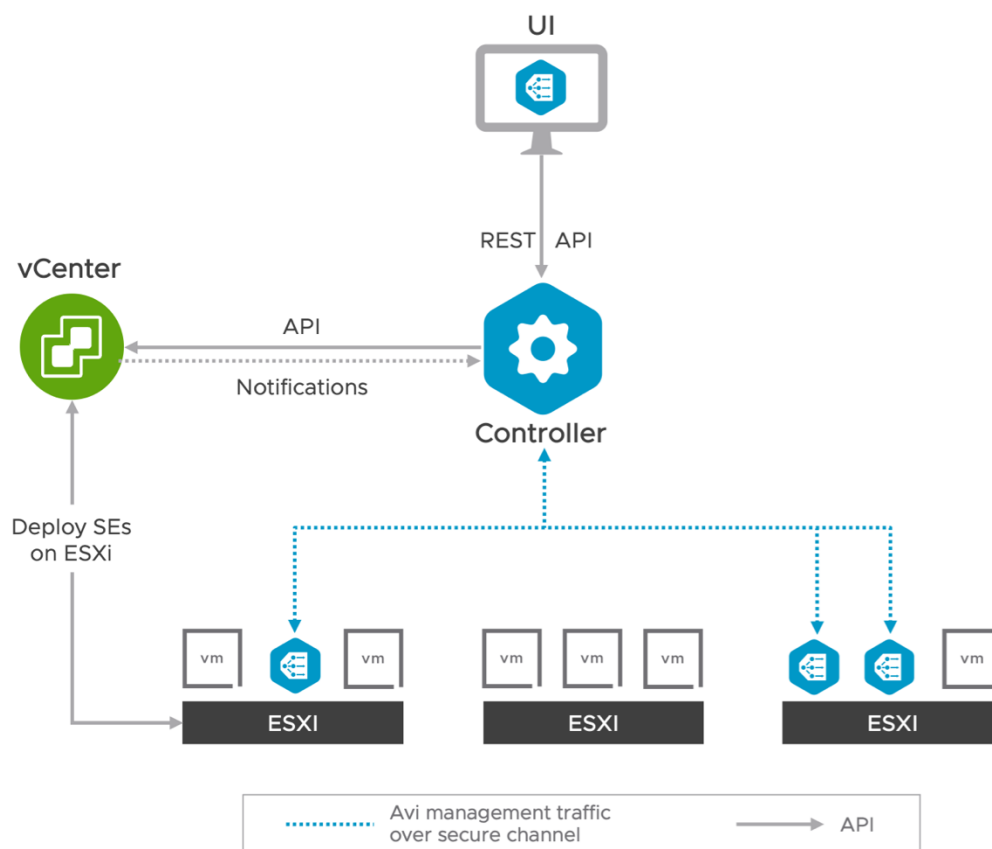 UI
REST API
vCenter
API
Notifications
Controller
Deploy SEs
on ESXi
vm
vm
vm
vm
vm
vm
ESXI
ESXI
ESXI
Avi management traffic
over secure channel
API